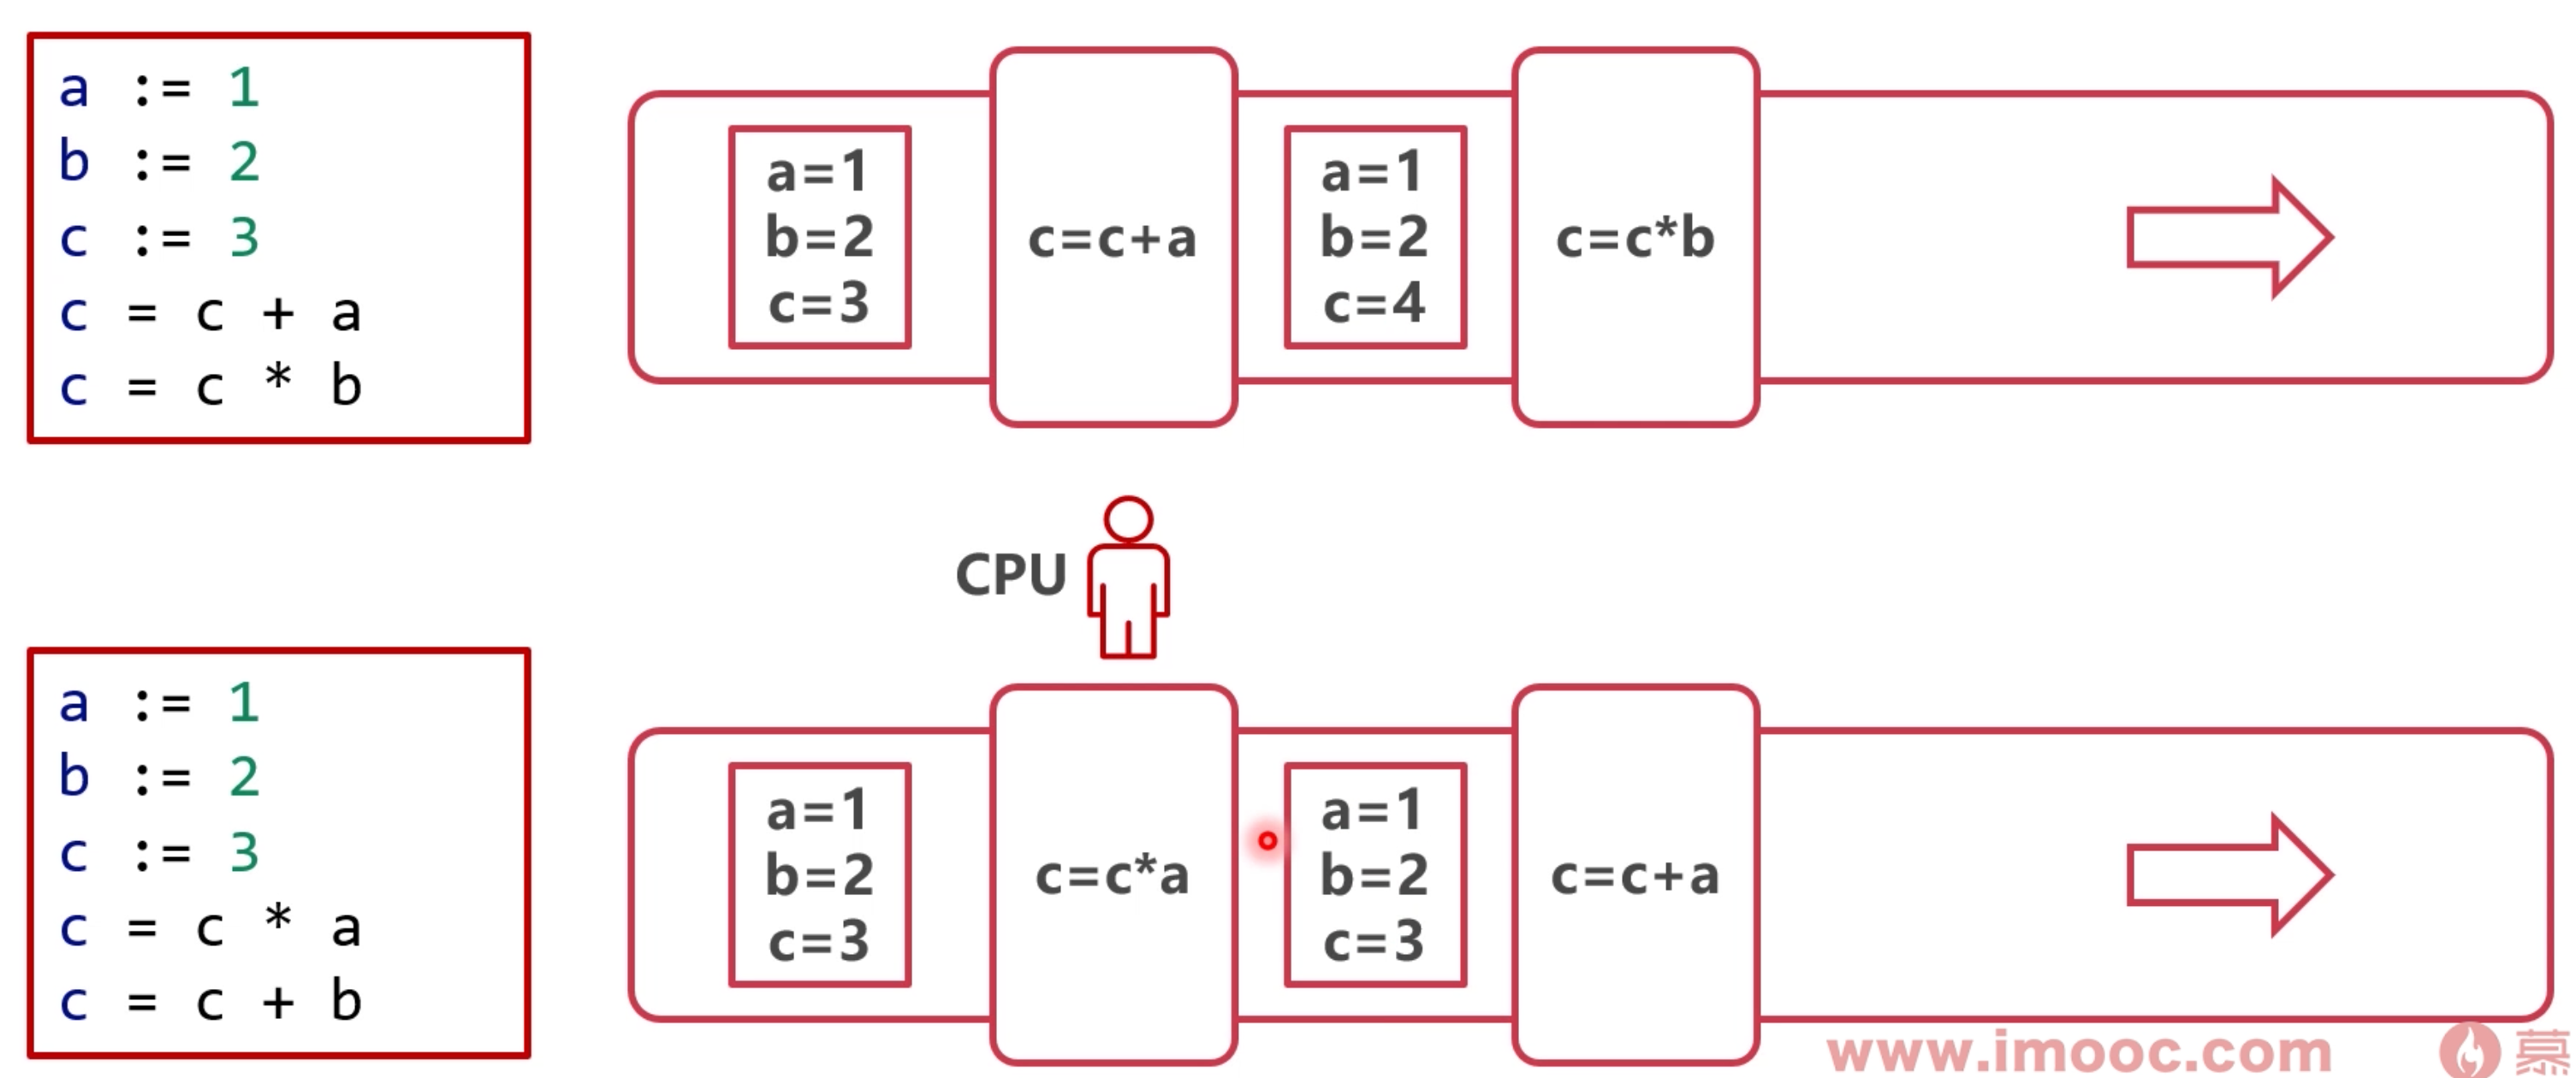 a := 1
b := 2
c := 3
c = c + a
c = c * b
a=1
b=2
c=3
c=c+a
a=1
b=2
c=4
c=c*b
CPU
a := 1
b := 2
c := 3
c = c * a
c = c + b
a=1
b=2
c=3
c=c*a
a=1
b=2
c=3
c=c+a
www.imooc.com
慕